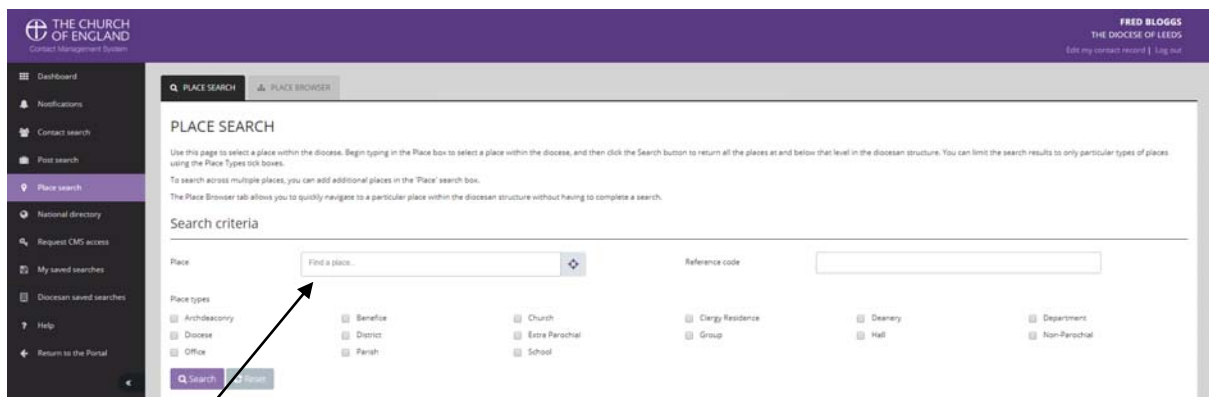 THE CHURCH
OF ENGLAND
Contact Management System
FRED BLOGGS
THE DIOCESE OF LEEDS
Edit my contact record | Log out
Dashboard
Notifications
Contact search
Post search
Place search
National directory
Request CMS access
My saved searches
Diocesan saved searches
? Help
Return to the Portal
PLACE SEARCH
PLACE BROWSER
PLACE SEARCH
Use this page to select a place within the diocese. Begin typing in the Place box to select a place within the diocese, and then click the Search button to return all the places at and below that level in the diocesan structure. You can limit the search results to only particular types of places
using the Place Types tick boxes.
To search across multiple places, you can add additional places in the 'Place' search box.
The Place Browser tab allows you to quickly navigate to a particular place within the diocesan structure without having to complete a search.
Search criteria
Place Find a place... Reference code
Place types
Archdeaconry Benefice Church Clergy Residence Deanery Department
Diocese District Extra Parochial Group Hall Non-Parochial
Office Parish School
Search Reset